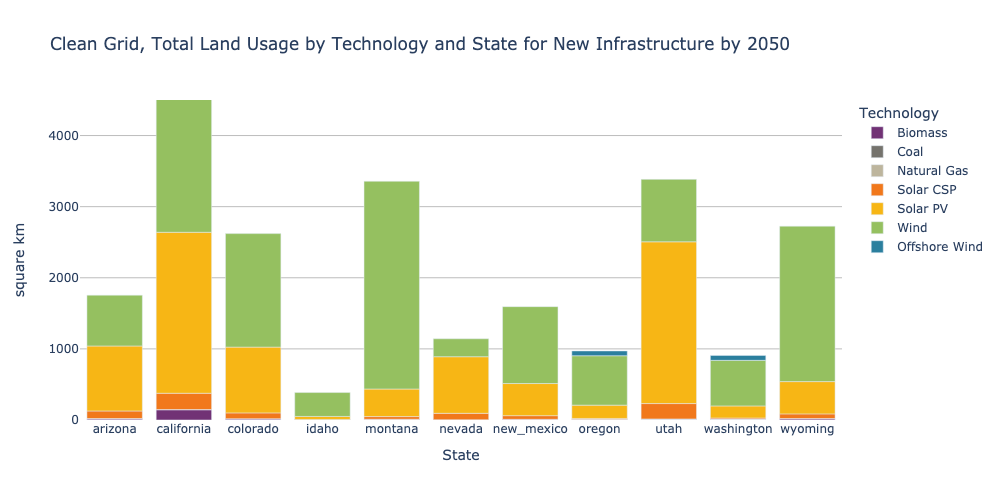 Clean Grid, Total Land Usage by Technology and State for New Infrastructure by 2050
square km
4000
3000
2000
1000
0
arizona california colorado idaho montana nevada new_mexico oregon utah washington wyoming
State
Technology
Biomass
Coal
Natural Gas
Solar CSP
Solar PV
Wind
Offshore Wind